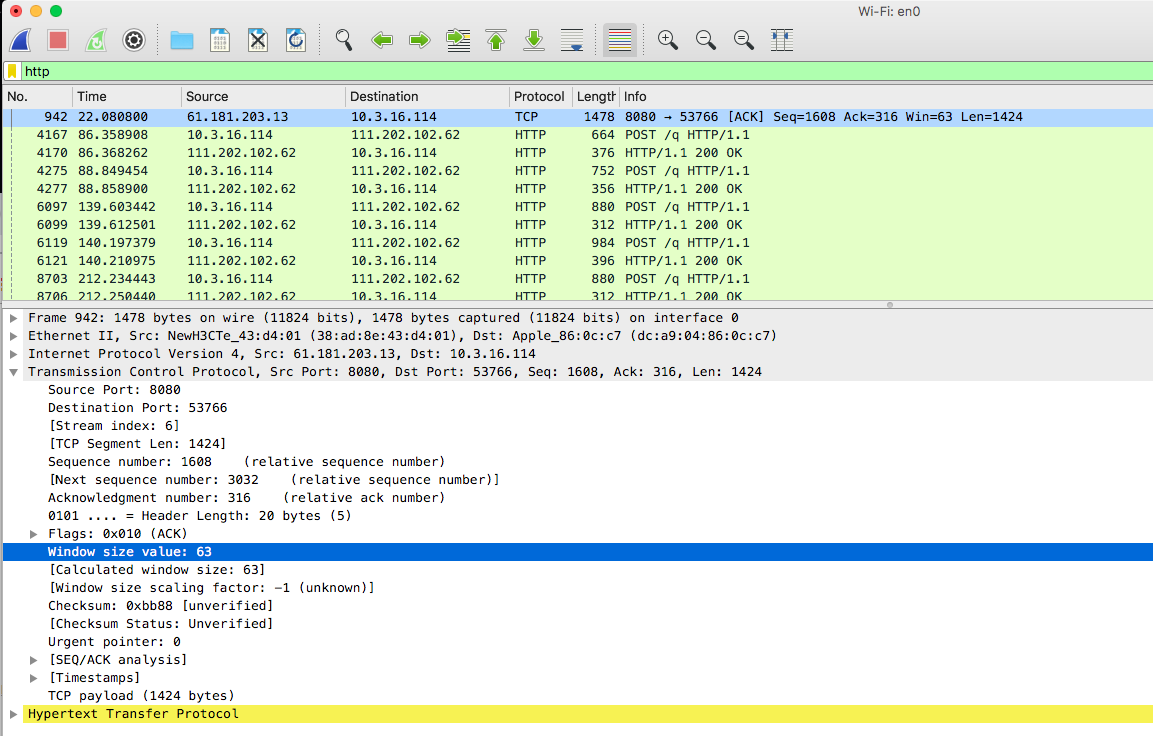 Wi-Fi: en0
http
No. Time Source Destination Protocol Length Info
942 22.080800 61.181.203.13 10.3.16.114 TCP 1478 8080 → 53766 [ACK] Seq=1608 Ack=316 Win=63 Len=1424
4167 86.358908 10.3.16.114 111.202.102.62 HTTP 664 POST /q HTTP/1.1
4170 86.368262 111.202.102.62 10.3.16.114 HTTP 376 HTTP/1.1 200 OK
4275 88.849454 10.3.16.114 111.202.102.62 HTTP 752 POST /q HTTP/1.1
4277 88.858900 111.202.102.62 10.3.16.114 HTTP 356 HTTP/1.1 200 OK
6097 139.603442 10.3.16.114 111.202.102.62 HTTP 880 POST /q HTTP/1.1
6099 139.612501 111.202.102.62 10.3.16.114 HTTP 312 HTTP/1.1 200 OK
6119 140.197379 10.3.16.114 111.202.102.62 HTTP 984 POST /q HTTP/1.1
6121 140.210975 111.202.102.62 10.3.16.114 HTTP 396 HTTP/1.1 200 OK
8703 212.234443 10.3.16.114 111.202.102.62 HTTP 880 POST /q HTTP/1.1
8706 212.250440 111.202.102.62 10.3.16.114 HTTP 312 HTTP/1.1 200 OK
Frame 942: 1478 bytes on wire (11824 bits), 1478 bytes captured (11824 bits) on interface 0
Ethernet II, Src: NewH3CTe_43:d4:01 (38:ad:8e:43:d4:01), Dst: Apple_86:0c:c7 (dc:a9:04:86:0c:c7)
Internet Protocol Version 4, Src: 61.181.203.13, Dst: 10.3.16.114
Transmission Control Protocol, Src Port: 8080, Dst Port: 53766, Seq: 1608, Ack: 316, Len: 1424
Source Port: 8080
Destination Port: 53766
[Stream index: 6]
[TCP Segment Len: 1424]
Sequence number: 1608 (relative sequence number)
[Next sequence number: 3032 (relative sequence number)]
Acknowledgment number: 316 (relative ack number)
0101 .... = Header Length: 20 bytes (5)
Flags: 0x010 (ACK)
Window size value: 63
[Calculated window size: 63]
[Window size scaling factor: -1 (unknown)]
Checksum: 0xbb88 [unverified]
[Checksum Status: Unverified]
Urgent pointer: 0
[SEQ/ACK analysis]
[Timestamps]
TCP payload (1424 bytes)
Hypertext Transfer Protocol